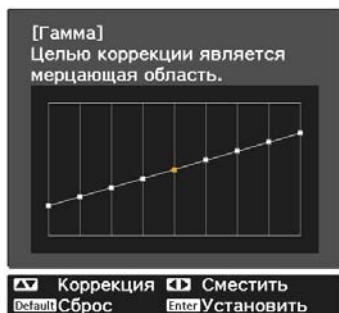 [Гамма]
Целью коррекции является
мерцающая область.
Коррекция Сместить
Default Сброс Enter Установить